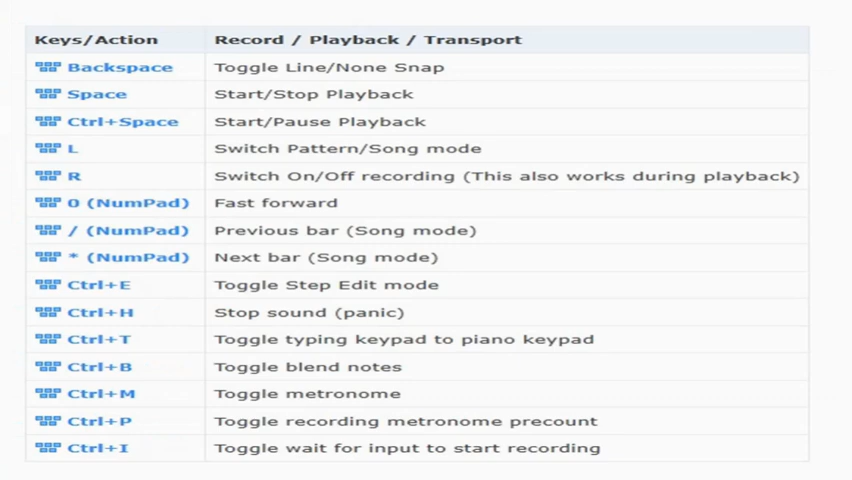 Keys/Action Record / Playback / Transport
Backspace Toggle Line/None Snap
Space Start/Stop Playback
Ctrl+Space Start/Pause Playback
L Switch Pattern/Song mode
R Switch On/Off recording (This also works during playback)
0 (NumPad) Fast forward
/ (NumPad) Previous bar (Song mode)
* (NumPad) Next bar (Song mode)
Ctrl+E Toggle Step Edit mode
Ctrl+H Stop sound (panic)
Ctrl+T Toggle typing keypad to piano keypad
Ctrl+B Toggle blend notes
Ctrl+M Toggle metronome
Ctrl+P Toggle recording metronome precount
Ctrl+I Toggle wait for input to start recording